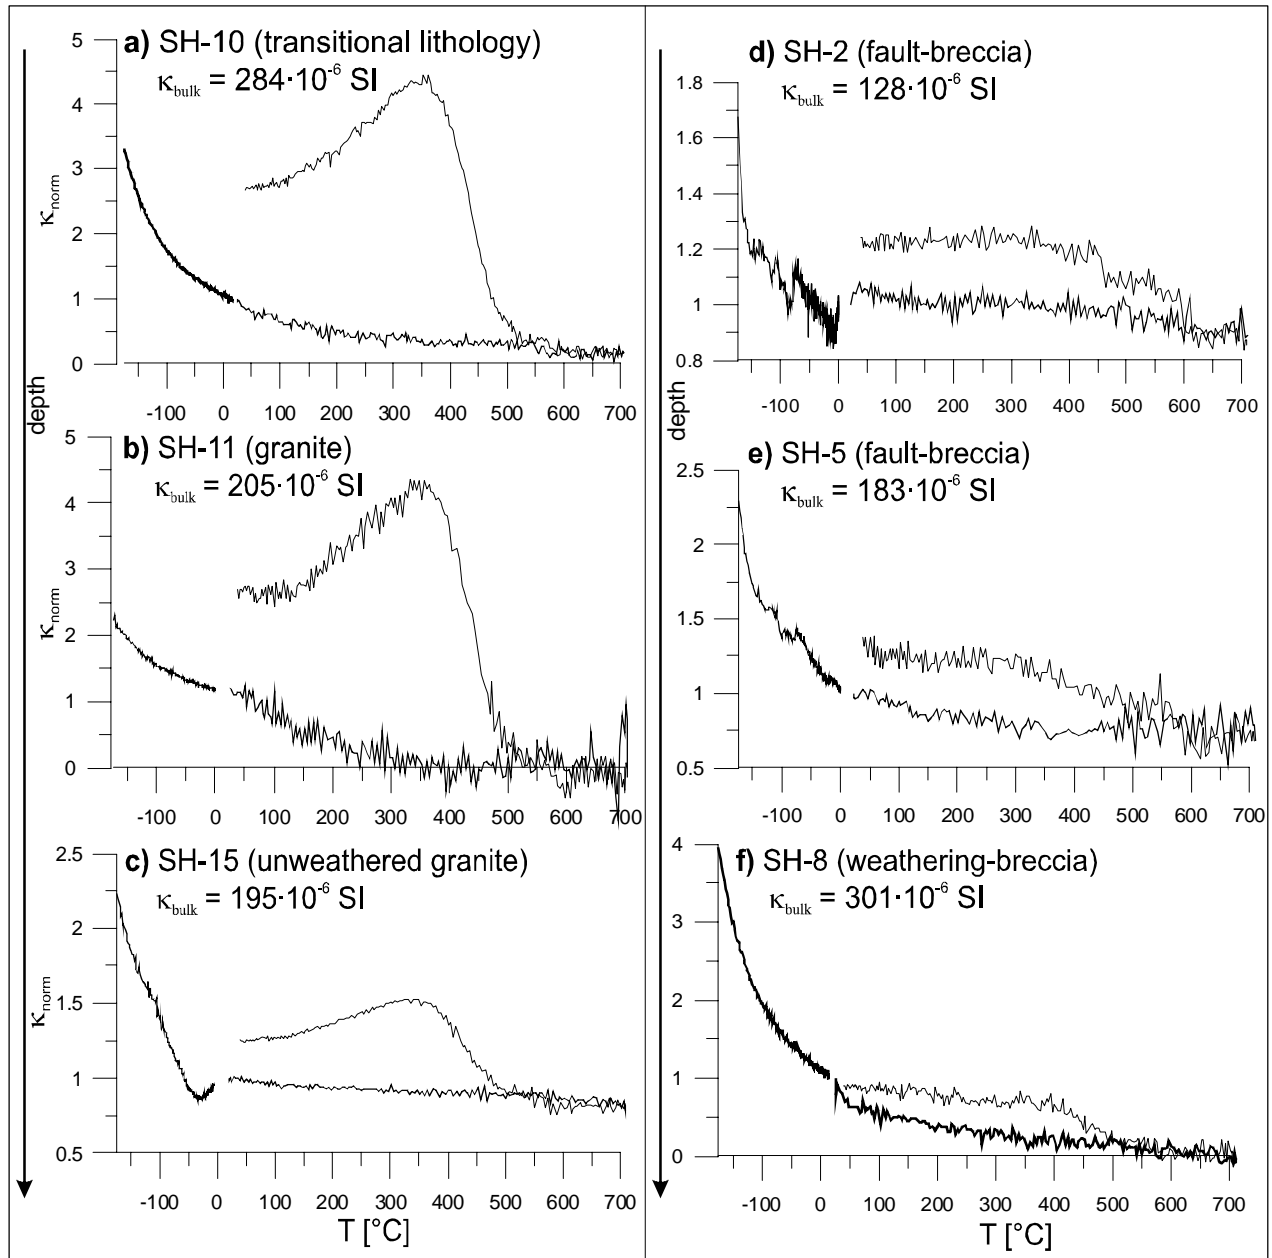 a) SH-10 (transitional lithology)
κbulk = 284·10-6 SI
5
4
3
2
1
0
κnorm
-100 0 100 200 300 400 500 600 700
depth
b) SH-11 (granite)
κbulk = 205·10-6 SI
5
4
3
2
1
0
κnorm
-100 0 100 200 300 400 500 600 700
c) SH-15 (unweathered granite)
κbulk = 195·10-6 SI
2.5
2
1.5
1
0.5
κnorm
-100 0 100 200 300 400 500 600 700
T [°C]
d) SH-2 (fault-breccia)
κbulk = 128·10-6 SI
1.8
1.6
1.4
1.2
1
0.8
-100 0 100 200 300 400 500 600 700
depth
e) SH-5 (fault-breccia)
κbulk = 183·10-6 SI
2.5
2
1.5
1
0.5
-100 0 100 200 300 400 500 600 700
f) SH-8 (weathering-breccia)
κbulk = 301·10-6 SI
4
3
2
1
0
-100 0 100 200 300 400 500 600 700
T [°C]